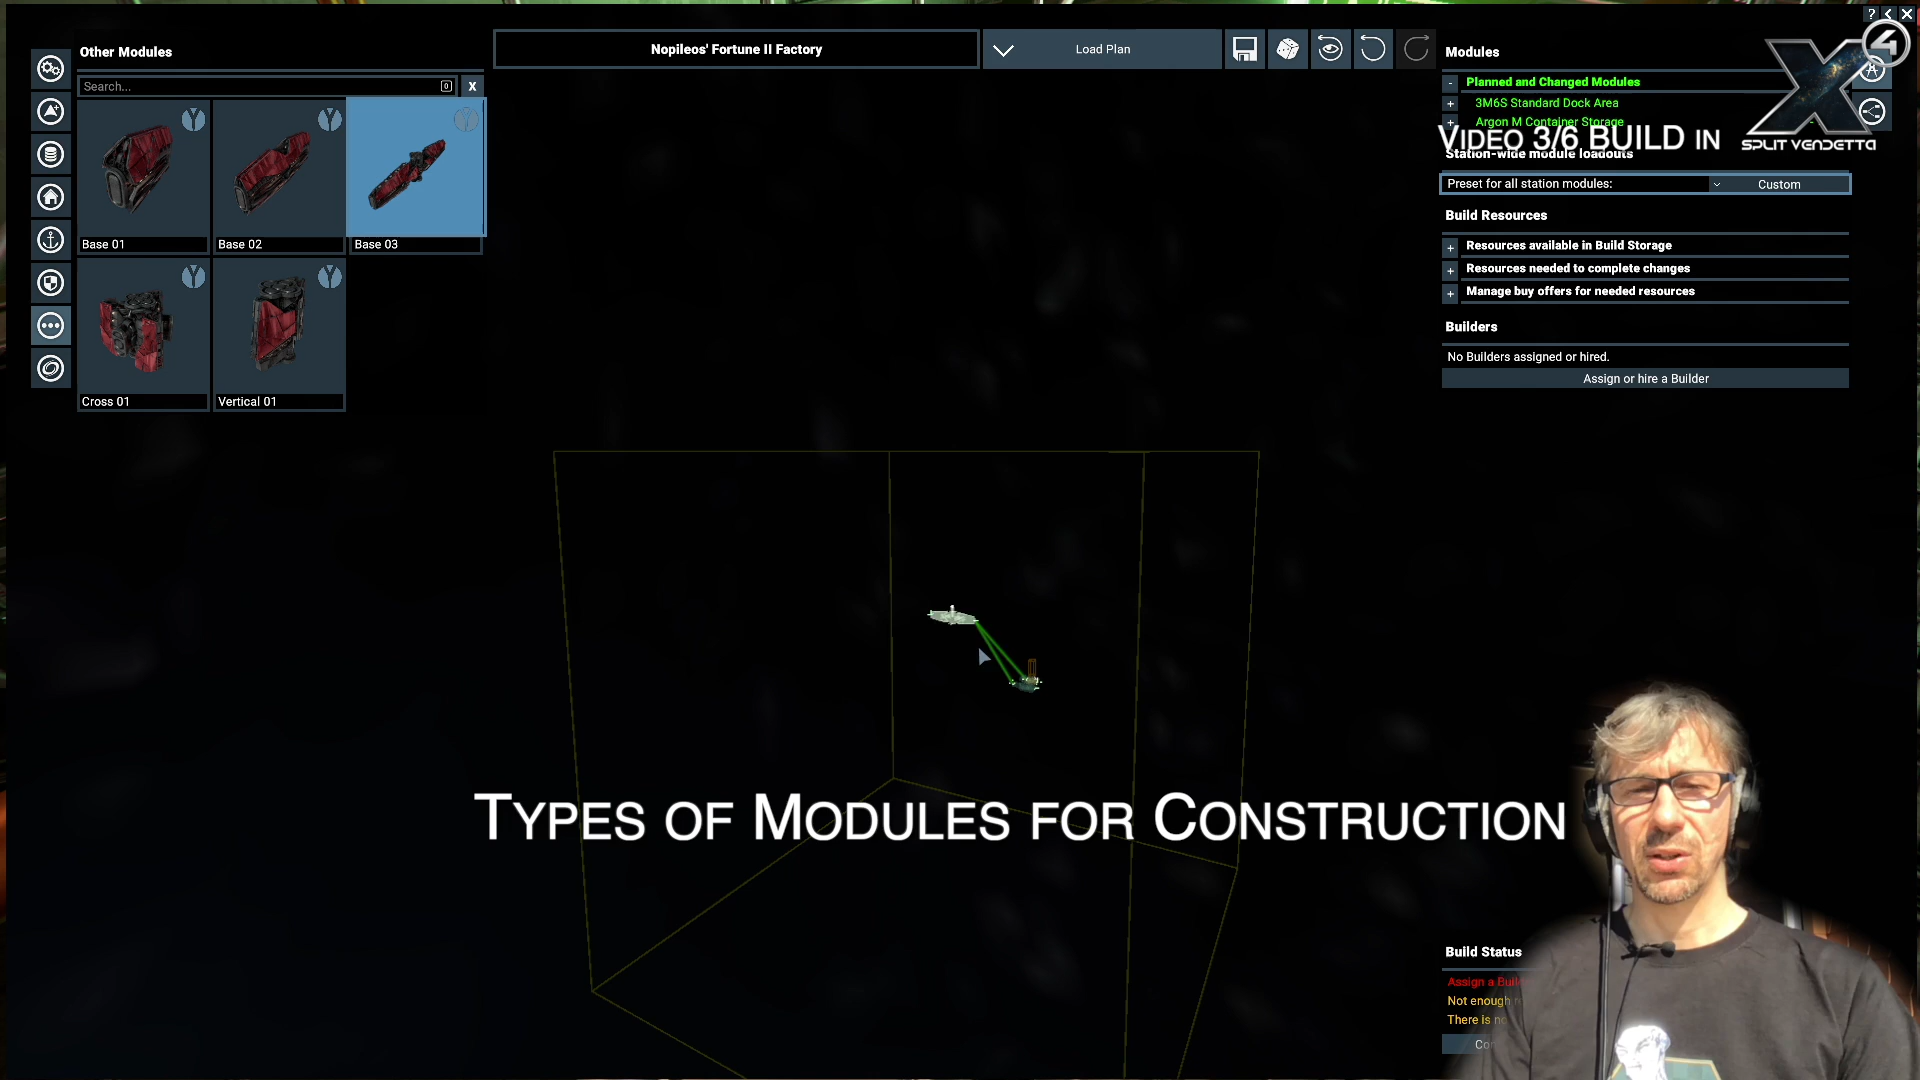 Other Modules
Search...
0
X
Base 01
Base 02
Base 03
Cross 01
Vertical 01
Nopileos' Fortune II Factory
Load Plan
?
Modules
- Planned and Changed Modules
+ 3M6S Standard Dock Area
+ Argon M Container Storage
VIDEO 3/6 BUILD IN
X4
SPLIT VENDETTA
Station-wide module loadouts
Preset for all station modules:
Custom
Build Resources
+ Resources available in Build Storage
+ Resources needed to complete changes
+ Manage buy offers for needed resources
Builders
No Builders assigned or hired.
Assign or hire a Builder
TYPES OF MODULES FOR CONSTRUCTION
Build Status
Assign a
Not enough
There is